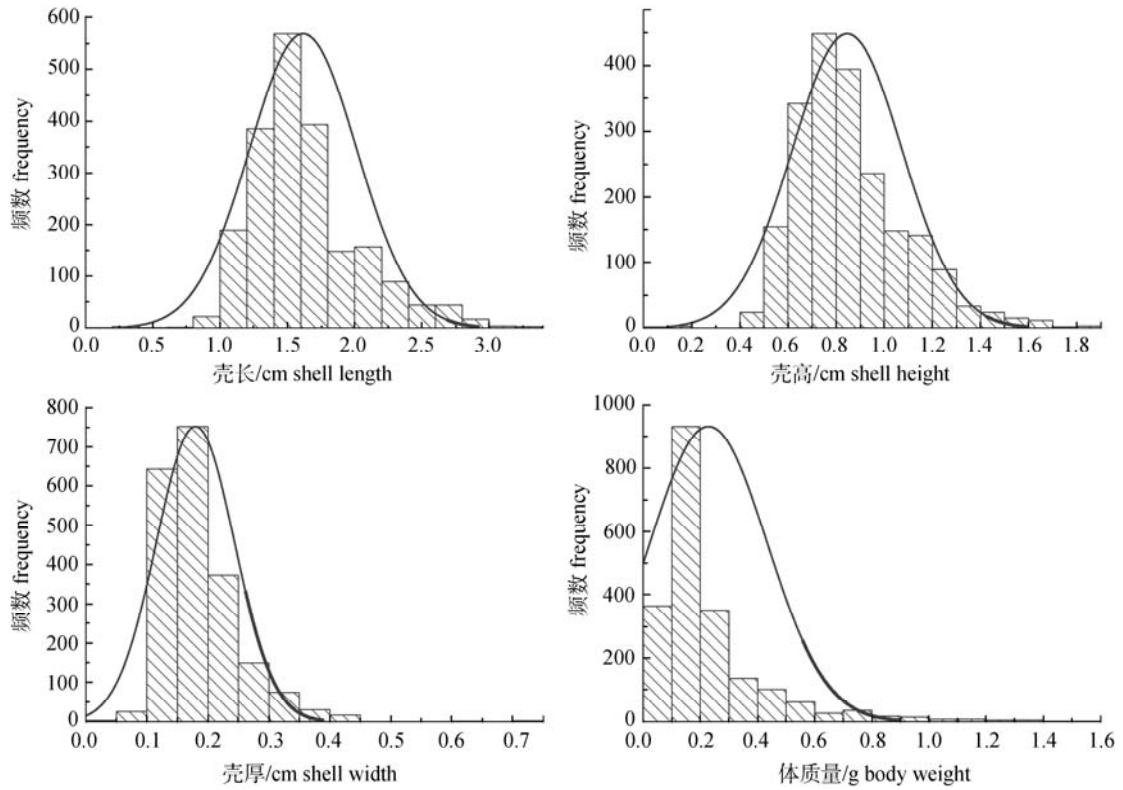 600
500
400
300
200
100
0
频数 frequency
0.0 0.5 1.0 1.5 2.0 2.5 3.0
壳长/cm shell length
400
300
200
100
0
频数 frequency
0.0 0.2 0.4 0.6 0.8 1.0 1.2 1.4 1.6 1.8
壳高/cm shell height
800
700
600
500
400
300
200
100
0
频数 frequency
0.0 0.1 0.2 0.3 0.4 0.5 0.6 0.7
壳厚/cm shell width
1000
800
600
400
200
0
频数 frequency
0.0 0.2 0.4 0.6 0.8 1.0 1.2 1.4 1.6
体质量/g body weight